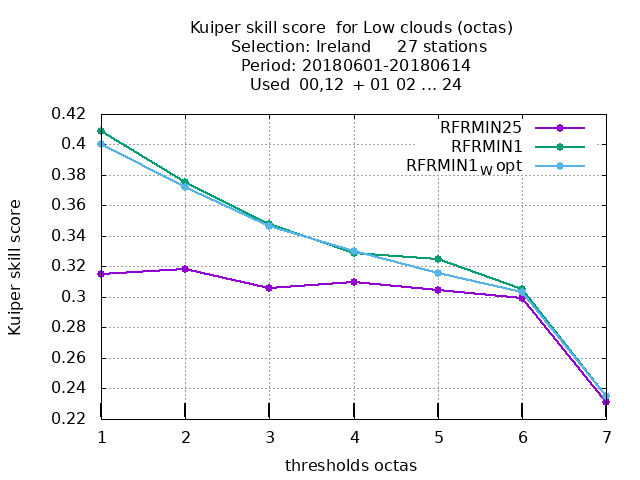 Kuiper skill score  for Low clouds (octas)
Selection: Ireland     27 stations
Period: 20180601-20180614
Used  00,12  + 01 02 ... 24
RFRMIN25
RFRMIN1
RFRMIN1W opt
Kuiper skill score
0.42
0.4
0.38
0.36
0.34
0.32
0.3
0.28
0.26
0.24
0.22
1 2 3 4 5 6 7
thresholds octas